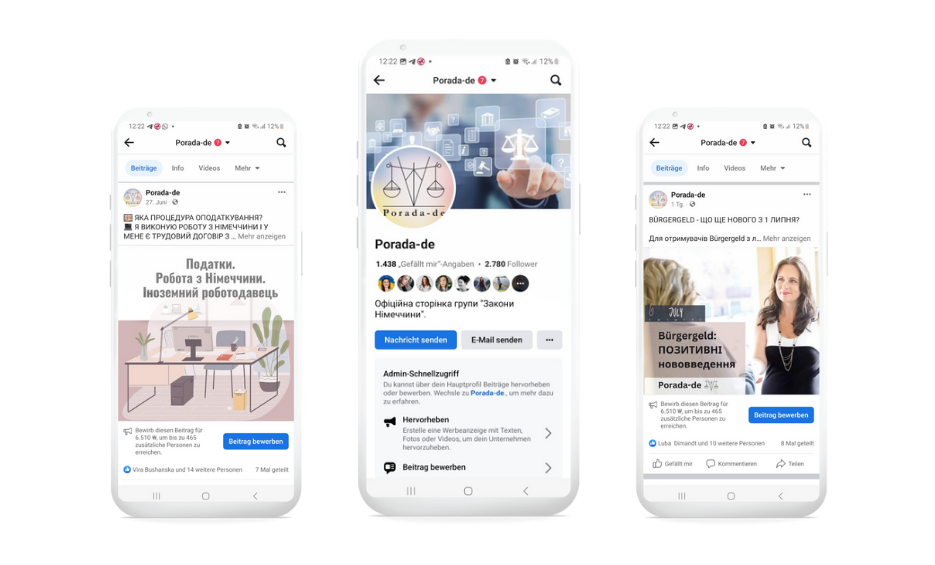 12:22
12%
Porada-de 7
Beiträge Info Videos Mehr
Porada-de
27. Juni
ЯКА ПРОЦЕДУРА ОПОДАТКУВАННЯ?
Я ВИКОНУЮ РОБОТУ З НІМЕЧЧИНИ І У
МЕНЕ Є ТРУДОВИЙ ДОГОВІР З ... Mehr anzeigen
Податки.
Робота з Німеччини.
Іноземний роботодавець
Bewirb diesen Beitrag für
6.510 ₩, um bis zu 465
zusätzliche Personen zu
erreichen.
Beitrag bewerben
Vira Bushanska und 14 weitere Personen
7 Mal geteilt
12:22
12%
Porada-de 7
Porada-de
Porada-de
1.438 „Gefällt mir"-Angaben • 2.780 Follower
Офіційна сторінка групи "Закони
Німеччини".
Nachricht senden
E-Mail senden
Admin-Schnellzugriff
Du kannst über dein Hauptprofil Beiträge hervorheben
oder bewerben. Wechsle zu Porada-de, um mehr dazu
zu erfahren.
Hervorheben
Erstelle eine Werbeanzeige mit Texten,
Fotos oder Videos, um dein Unternehmen
hervorzuheben.
Beitrag bewerben
12:22
12%
Porada-de 7
Beiträge Info Videos Mehr
Porada-de
1 Tg.
BÜRGERGELD - ЩО ЩЕ НОВОГО З 1 ЛИПНЯ?
Для отримувачів Bürgergeld з л... Mehr anzeigen
JULY
Bürgergeld:
ПОЗИТИВНІ
нововведення
Porada-de
Bewirb diesen Beitrag für
6.510 ₩, um bis zu 465
zusätzliche Personen zu
erreichen.
Beitrag bewerben
Luba Dimandt und 10 weitere Personen
8 Mal geteilt
Gefällt mir
Kommentieren
Teilen